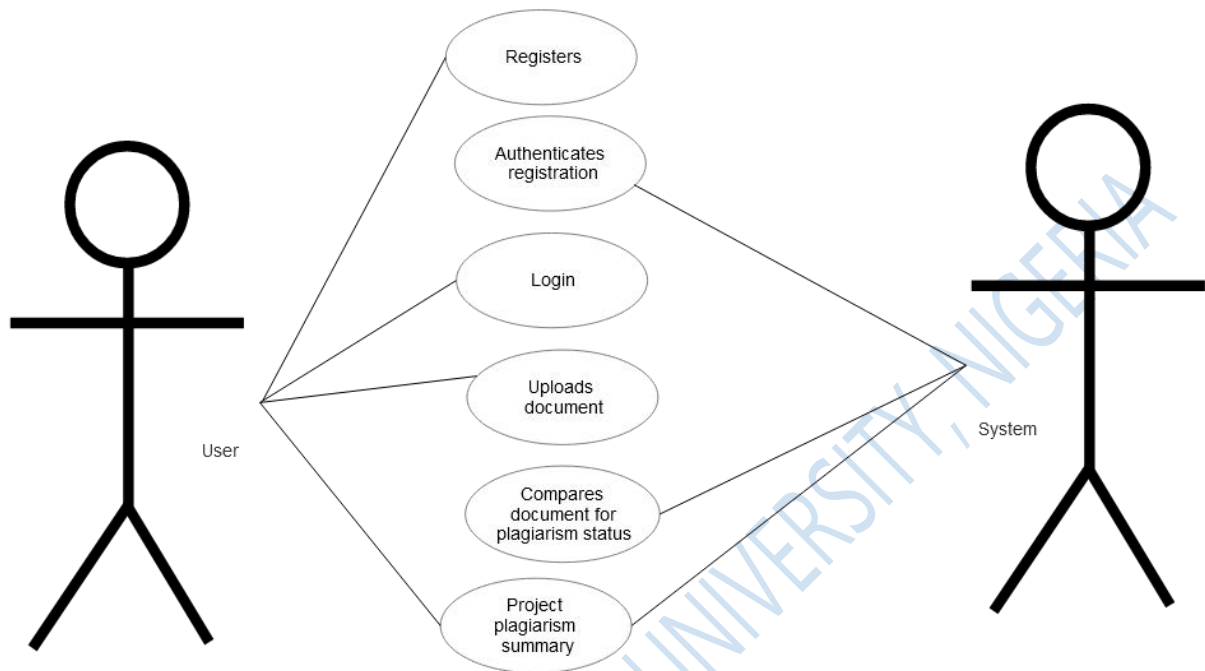 Registers
Authenticates
registration
Login
Uploads
document
User
System
Compares
document for
plagiarism status
Project
plagiarism
summary
UNIVERSITY, NIGERIA